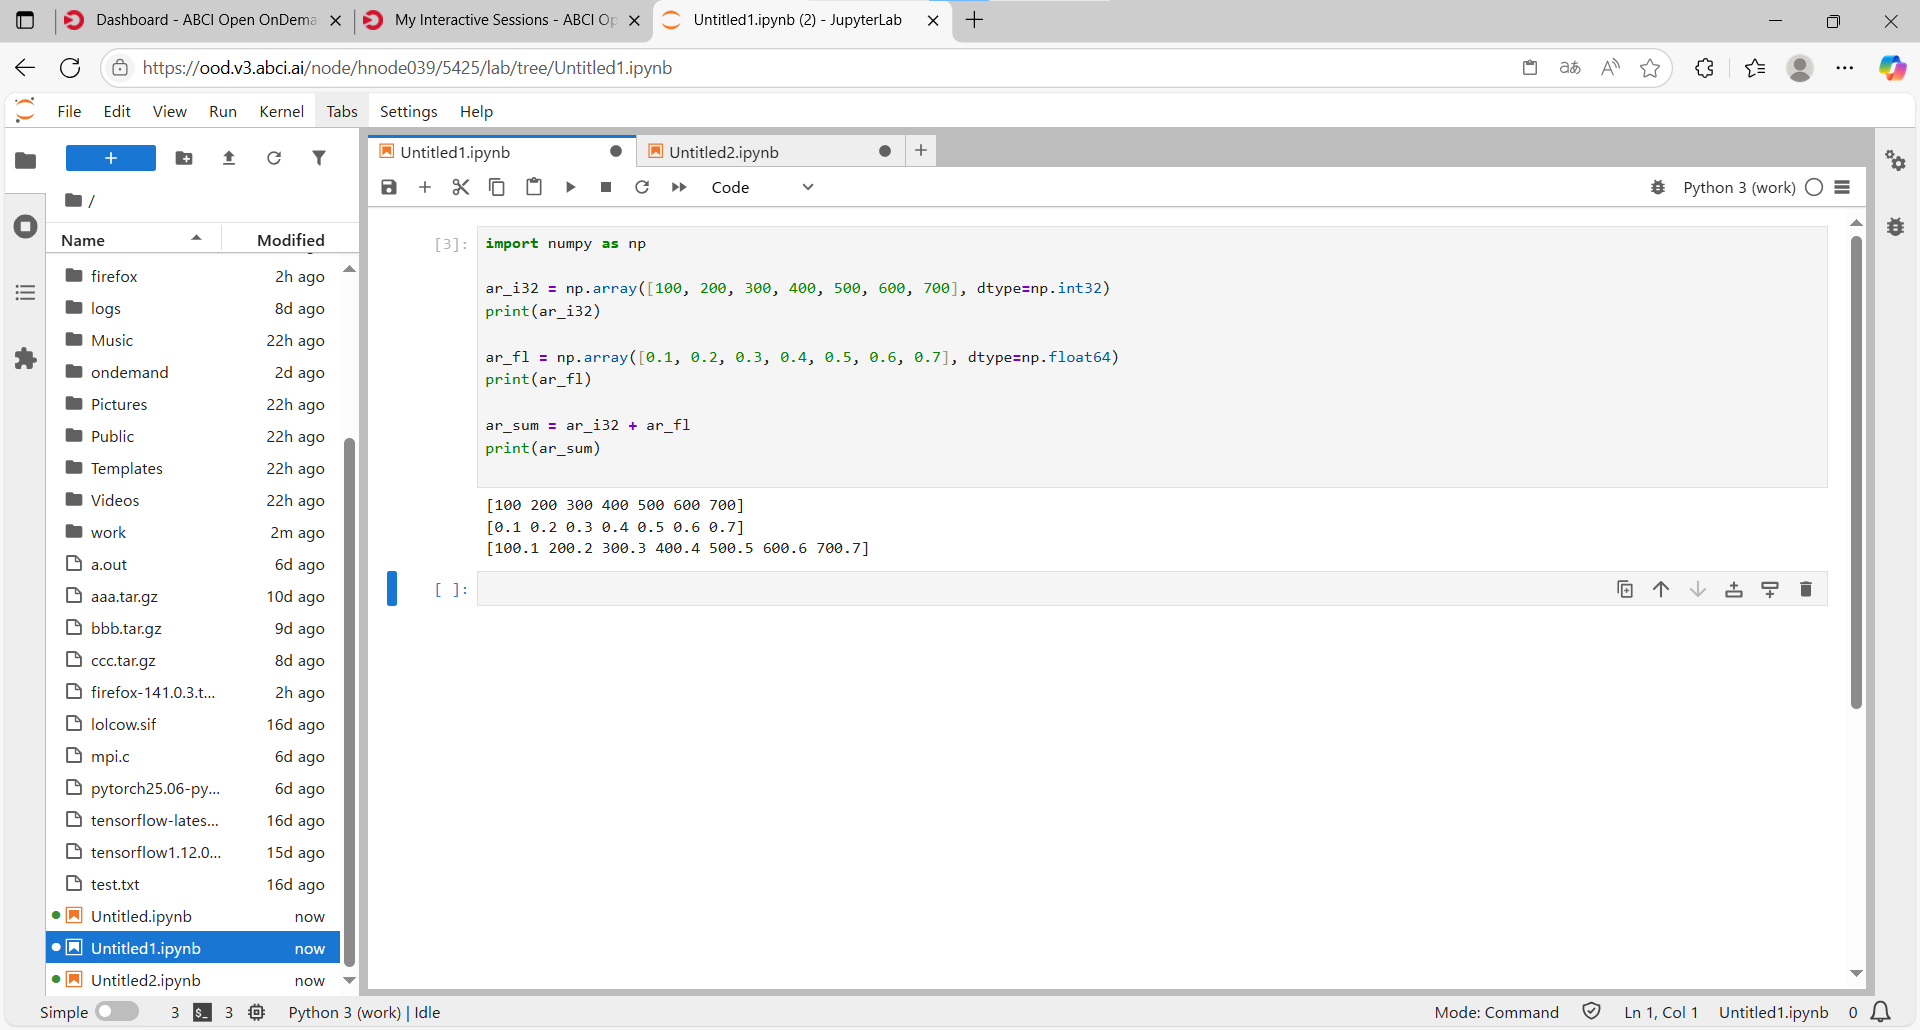 Dashboard - ABCI Open OnDema
My Interactive Sessions - ABCI Op
Untitled1.ipynb (2) - JupyterLab
https://ood.v3.abci.ai/node/hnode039/5425/lab/tree/Untitled1.ipynb
File Edit View Run Kernel Tabs Settings Help
/
Name Modified
firefox 2h ago
logs 8d ago
Music 22h ago
ondemand 2d ago
Pictures 22h ago
Public 22h ago
Templates 22h ago
Videos 22h ago
work 2m ago
a.out 6d ago
aaa.tar.gz 10d ago
bbb.tar.gz 9d ago
ccc.tar.gz 8d ago
firefox-141.0.3.t... 2h ago
lolcow.sif 16d ago
mpi.c 6d ago
pytorch25.06-py... 6d ago
tensorflow-lates... 16d ago
tensorflow1.12.0... 15d ago
test.txt 16d ago
Untitled.ipynb now
Untitled1.ipynb now
Untitled2.ipynb now
Untitled1.ipynb Untitled2.ipynb
Code Python 3 (work)
[3]: import numpy as np
ar_i32 = np.array([100, 200, 300, 400, 500, 600, 700], dtype=np.int32)
print(ar_i32)
ar_fl = np.array([0.1, 0.2, 0.3, 0.4, 0.5, 0.6, 0.7], dtype=np.float64)
print(ar_fl)
ar_sum = ar_i32 + ar_fl
print(ar_sum)
[100 200 300 400 500 600 700]
[0.1 0.2 0.3 0.4 0.5 0.6 0.7]
[100.1 200.2 300.3 400.4 500.5 600.6 700.7]
[ ]:
Simple 3 $_ 3 Python 3 (work) | Idle Mode: Command Ln 1, Col 1 Untitled1.ipynb 0